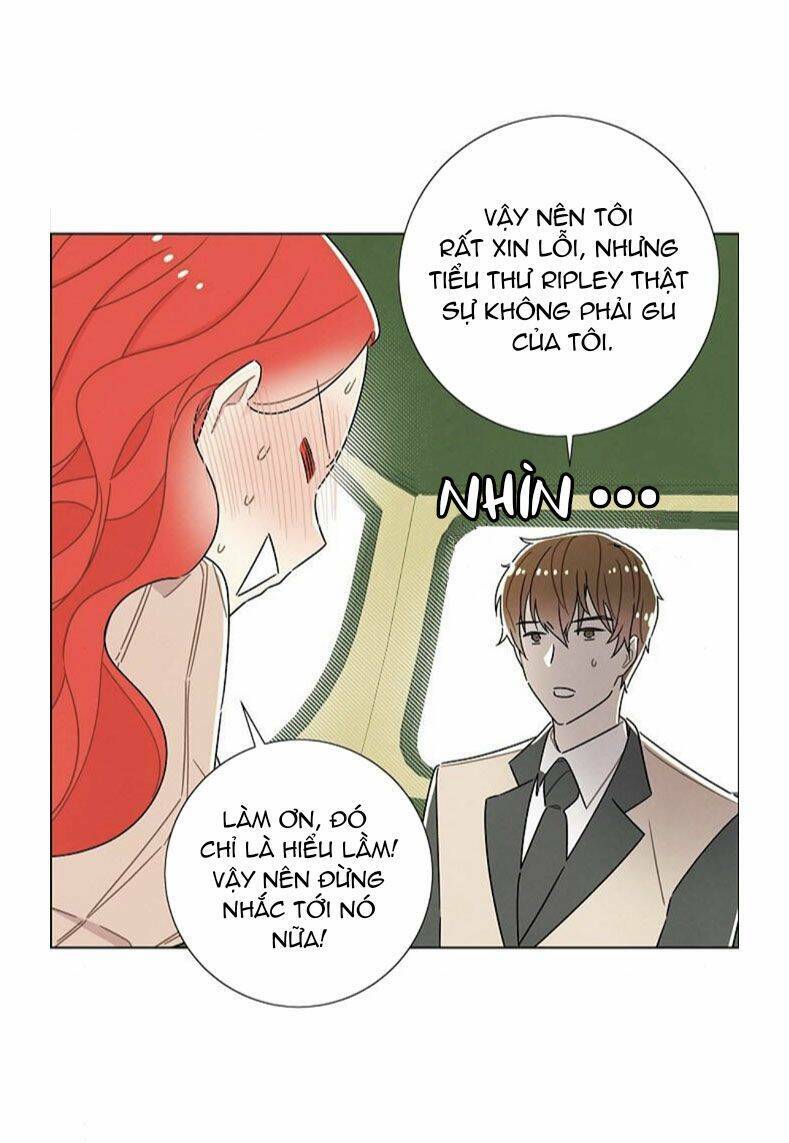 VẬY NÊN TÔI
RẤT XIN LỖI, NHƯNG
TIỂU THƯ RIPLEY THẬT
SỰ KHÔNG PHẢI GU
CỦA TÔI.
NHÌN ...
LÀM ƠN, ĐÓ
CHỈ LÀ HIỂU LẦM!
VẬY NÊN ĐỪNG
NHẮC TỚI NÓ
NỮA!